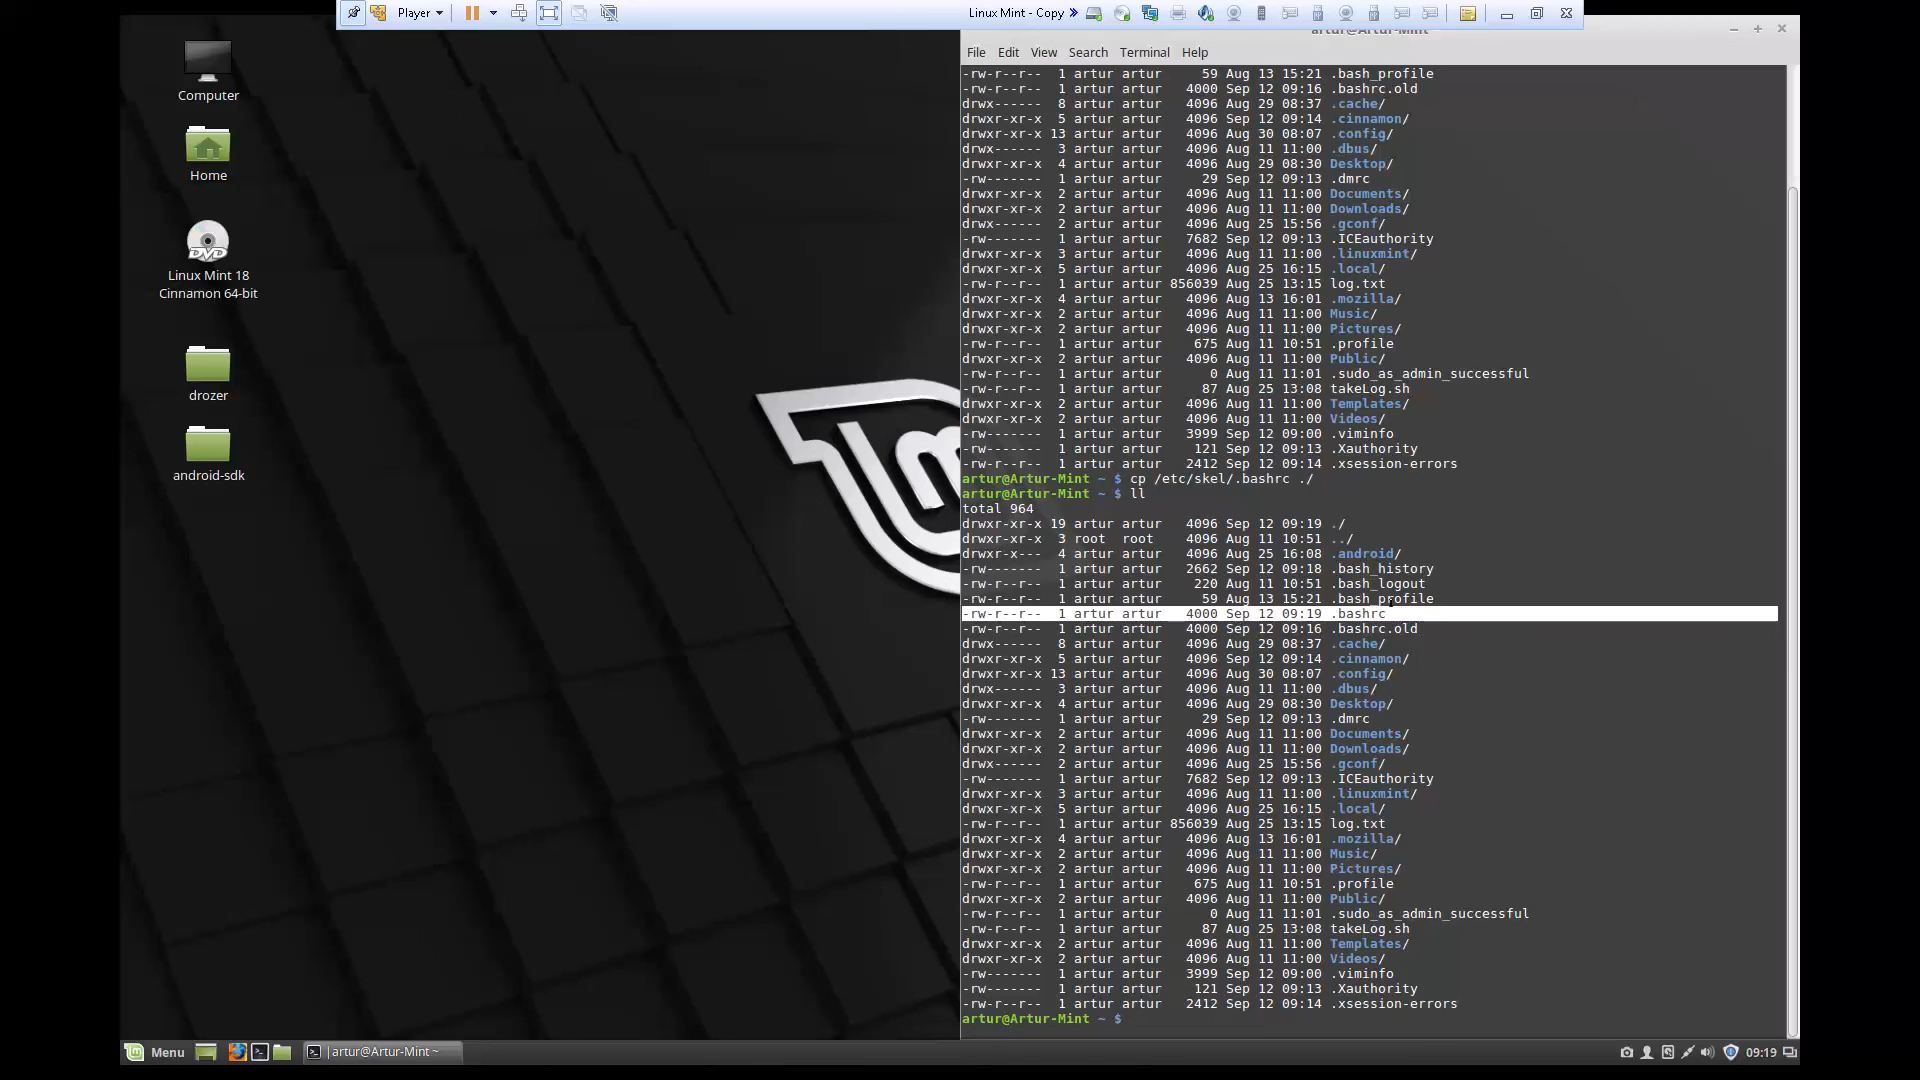 Player
Linux Mint - Copy
artur@Artur-Mint
File Edit View Search Terminal Help
Computer
Home
Linux Mint 18
Cinnamon 64-bit
drozer
android-sdk
-rw-r--r--  1 artur artur     59 Aug 13 15:21 .bash_profile
-rw-r--r--  1 artur artur   4000 Sep 12 09:16 .bashrc.old
drwx------  8 artur artur   4096 Aug 29 08:37 .cache/
drwxr-xr-x  5 artur artur   4096 Sep 12 09:14 .cinnamon/
drwxr-xr-x 13 artur artur   4096 Aug 30 08:07 .config/
drwx------  3 artur artur   4096 Aug 11 11:00 .dbus/
drwxr-xr-x  4 artur artur   4096 Aug 29 08:30 Desktop/
-rw-------  1 artur artur     29 Sep 12 09:13 .dmrc
drwxr-xr-x  2 artur artur   4096 Aug 11 11:00 Documents/
drwxr-xr-x  2 artur artur   4096 Aug 11 11:00 Downloads/
drwx------  2 artur artur   4096 Aug 25 15:56 .gconf/
-rw-------  1 artur artur   7682 Sep 12 09:13 .ICEauthority
drwxr-xr-x  3 artur artur   4096 Aug 11 11:00 .linuxmint/
drwxr-xr-x  5 artur artur   4096 Aug 25 16:15 .local/
-rw-r--r--  1 artur artur 856039 Aug 25 13:15 log.txt
drwxr-xr-x  4 artur artur   4096 Aug 13 16:01 .mozilla/
drwxr-xr-x  2 artur artur   4096 Aug 11 11:00 Music/
drwxr-xr-x  2 artur artur   4096 Aug 11 11:00 Pictures/
-rw-r--r--  1 artur artur    675 Aug 11 10:51 .profile
drwxr-xr-x  2 artur artur   4096 Aug 11 11:00 Public/
-rw-r--r--  1 artur artur      0 Aug 11 11:01 .sudo_as_admin_successful
-rw-r--r--  1 artur artur     87 Aug 25 13:08 takeLog.sh
drwxr-xr-x  2 artur artur   4096 Aug 11 11:00 Templates/
drwxr-xr-x  2 artur artur   4096 Aug 11 11:00 Videos/
-rw-------  1 artur artur   3999 Sep 12 09:00 .viminfo
-rw-------  1 artur artur    121 Sep 12 09:13 .Xauthority
-rw-------  1 artur artur   2412 Sep 12 09:14 .xsession-errors
artur@Artur-Mint ~ $ cp /etc/skel/.bashrc ./
artur@Artur-Mint ~ $ ll
total 964
drwxr-xr-x 19 artur artur   4096 Sep 12 09:19 ./
drwxr-xr-x  3 root  root    4096 Aug 11 10:51 ../
drwxr-x---  4 artur artur   4096 Aug 25 16:08 .android/
-rw-------  1 artur artur   2662 Sep 12 09:18 .bash_history
-rw-r--r--  1 artur artur    220 Aug 11 10:51 .bash_logout
-rw-r--r--  1 artur artur     59 Aug 13 15:21 .bash_profile
-rw-r--r--  1 artur artur   4000 Sep 12 09:19 .bashrc
-rw-r--r--  1 artur artur   4000 Sep 12 09:16 .bashrc.old
drwx------  8 artur artur   4096 Aug 29 08:37 .cache/
drwxr-xr-x  5 artur artur   4096 Sep 12 09:14 .cinnamon/
drwxr-xr-x 13 artur artur   4096 Aug 30 08:07 .config/
drwx------  3 artur artur   4096 Aug 11 11:00 .dbus/
drwxr-xr-x  4 artur artur   4096 Aug 29 08:30 Desktop/
-rw-------  1 artur artur     29 Sep 12 09:13 .dmrc
drwxr-xr-x  2 artur artur   4096 Aug 11 11:00 Documents/
drwxr-xr-x  2 artur artur   4096 Aug 11 11:00 Downloads/
drwx------  2 artur artur   4096 Aug 25 15:56 .gconf/
-rw-------  1 artur artur   7682 Sep 12 09:13 .ICEauthority
drwxr-xr-x  3 artur artur   4096 Aug 11 11:00 .linuxmint/
drwxr-xr-x  5 artur artur   4096 Aug 25 16:15 .local/
-rw-r--r--  1 artur artur 856039 Aug 25 13:15 log.txt
drwxr-xr-x  4 artur artur   4096 Aug 13 16:01 .mozilla/
drwxr-xr-x  2 artur artur   4096 Aug 11 11:00 Music/
drwxr-xr-x  2 artur artur   4096 Aug 11 11:00 Pictures/
-rw-r--r--  1 artur artur    675 Aug 11 10:51 .profile
drwxr-xr-x  2 artur artur   4096 Aug 11 11:00 Public/
-rw-r--r--  1 artur artur      0 Aug 11 11:01 .sudo_as_admin_successful
-rw-r--r--  1 artur artur     87 Aug 25 13:08 takeLog.sh
drwxr-xr-x  2 artur artur   4096 Aug 11 11:00 Templates/
drwxr-xr-x  2 artur artur   4096 Aug 11 11:00 Videos/
-rw-------  1 artur artur   3999 Sep 12 09:00 .viminfo
-rw-------  1 artur artur    121 Sep 12 09:13 .Xauthority
-rw-------  1 artur artur   2412 Sep 12 09:14 .xsession-errors
artur@Artur-Mint ~ $
Menu
artur@Artur-Mint ~
09:19